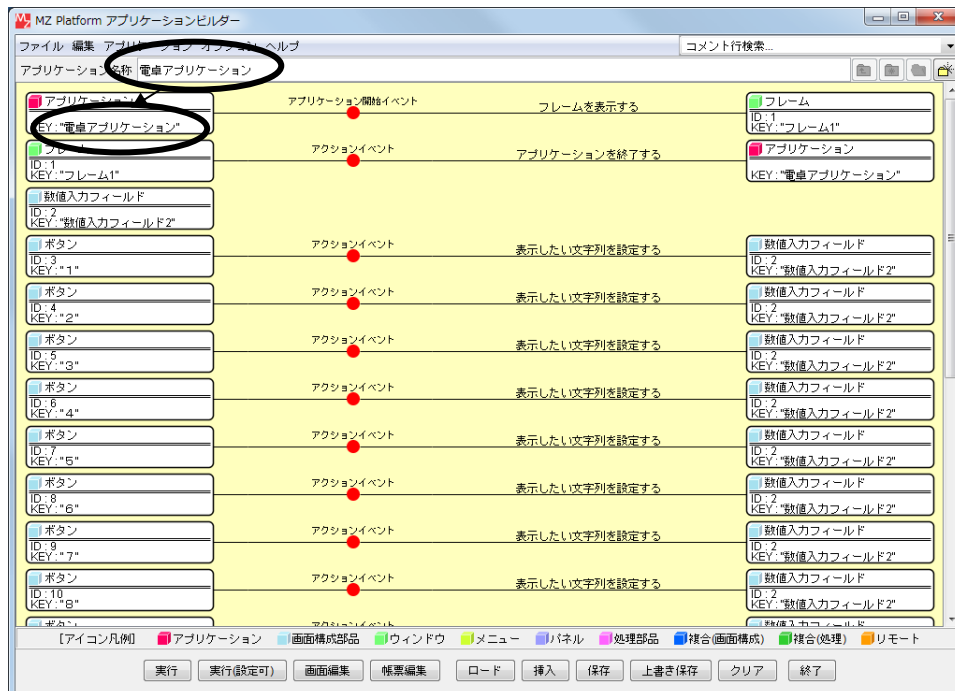 MZ Platform アプリケーションビルダー
ファイル 編集 アプリケーション オプション ヘルプ コメント行検索...
アプリケーション名称 電卓アプリケーション
アプリケーション アプリケーション開始イベント フレームを表示する フレーム
ID:1
KEY:"電卓アプリケーション" KEY:"フレーム1"
フレーム アクションイベント アプリケーションを終了する アプリケーション
ID:1
KEY:"フレーム1" KEY:"電卓アプリケーション"
数値入力フィールド
ID:2
KEY:"数値入力フィールド2"
ボタン アクションイベント 表示したい文字列を設定する 数値入力フィールド
ID:3 ID:2
KEY:"1" KEY:"数値入力フィールド2"
ボタン アクションイベント 表示したい文字列を設定する 数値入力フィールド
ID:4 ID:2
KEY:"2" KEY:"数値入力フィールド2"
ボタン アクションイベント 表示したい文字列を設定する 数値入力フィールド
ID:5 ID:2
KEY:"3" KEY:"数値入力フィールド2"
ボタン アクションイベント 表示したい文字列を設定する 数値入力フィールド
ID:6 ID:2
KEY:"4" KEY:"数値入力フィールド2"
ボタン アクションイベント 表示したい文字列を設定する 数値入力フィールド
ID:7 ID:2
KEY:"5" KEY:"数値入力フィールド2"
ボタン アクションイベント 表示したい文字列を設定する 数値入力フィールド
ID:8 ID:2
KEY:"6" KEY:"数値入力フィールド2"
ボタン アクションイベント 表示したい文字列を設定する 数値入力フィールド
ID:9 ID:2
KEY:"7" KEY:"数値入力フィールド2"
ボタン アクションイベント 表示したい文字列を設定する 数値入力フィールド
ID:10 ID:2
KEY:"8" KEY:"数値入力フィールド2"
ボタン アクションイベント 数値入力フィールド
[アイコン凡例] アプリケーション 画面構成部品 ウィンドウ メニュー パネル 処理部品 複合(画面構成) 複合(処理) リモート
実行 実行(設定可) 画面編集 帳票編集 ロード 挿入 保存 上書き保存 クリア 終了